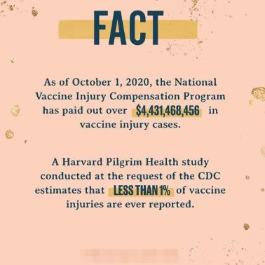 FACT
As of October 1, 2020, the National
Vaccine Injury Compensation Program
has paid out over $4,431,468,456 in
vaccine injury cases.
A Harvard Pilgrim Health study
conducted at the request of the CDC
estimates that LESS THAN 1% of vaccine
injuries are ever reported.